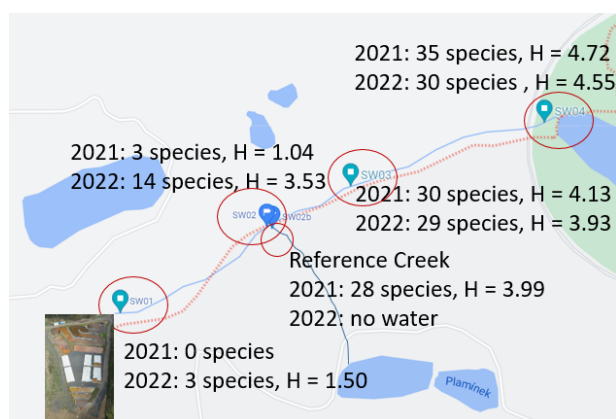 2021: 35 species, H = 4.72
2022: 30 species , H = 4.55
SW04
2021: 3 species, H = 1.04
2022: 14 species, H = 3.53
SW03
2021: 30 species, H = 4.13
2022: 29 species, H = 3.93
SW02
SW02b
Reference Creek
2021: 28 species, H = 3.99
2022: no water
SW01
2021: 0 species
2022: 3 species, H = 1.50
Plamínek